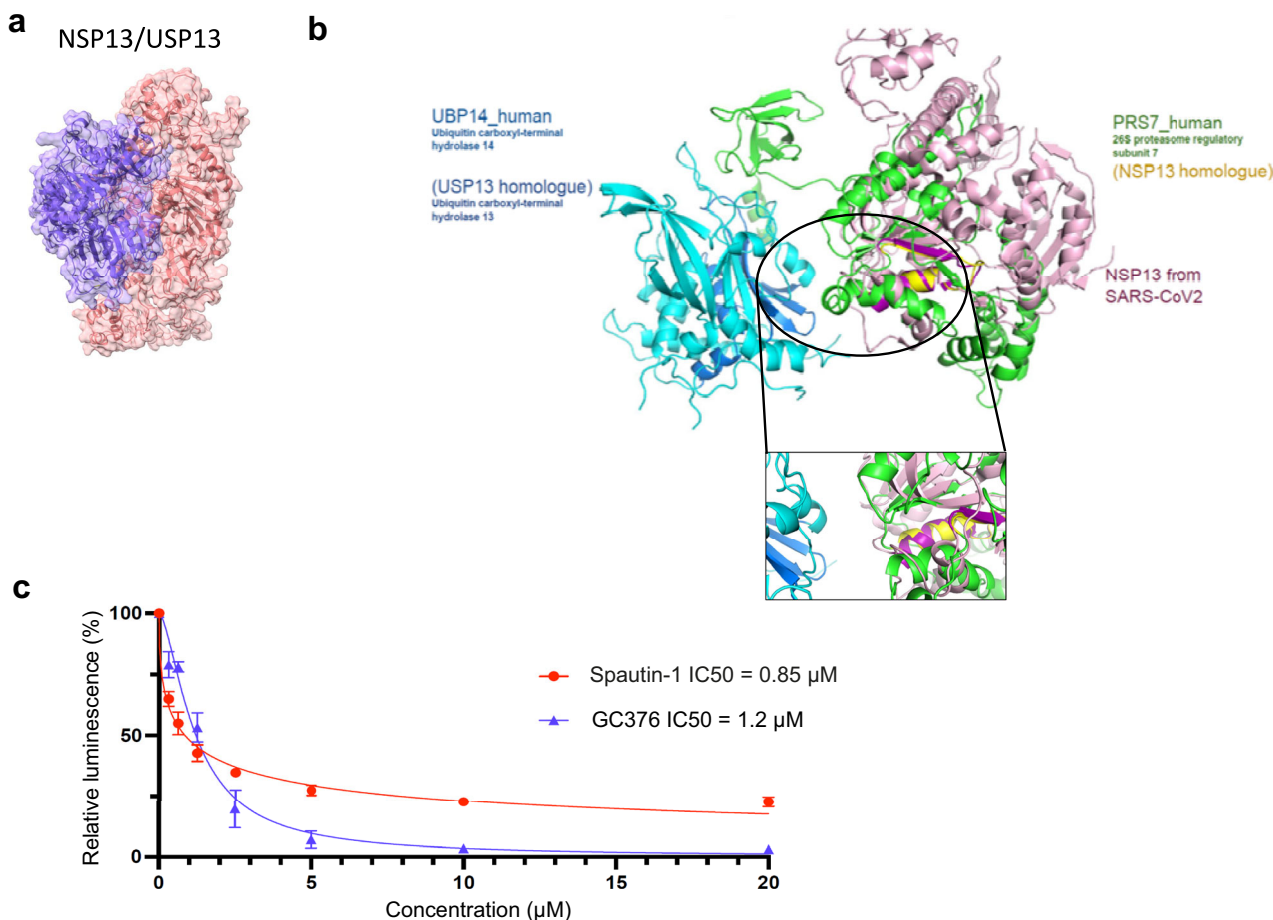 a
NSP13/USP13
b
UBP14_human
Ubiquitin carboxyl-terminal
hydrolase 14
(USP13 homologue)
Ubiquitin carboxyl-terminal
hydrolase 13
PRS7_human
26S proteasome regulatory
subunit 7
(NSP13 homologue)
NSP13 from
SARS-CoV2
c
Relative luminescence (%)
100
50
0
0
5
10
15
20
Concentration (µM)
Spautin-1 IC50 = 0.85 µM
GC376 IC50 = 1.2 µM